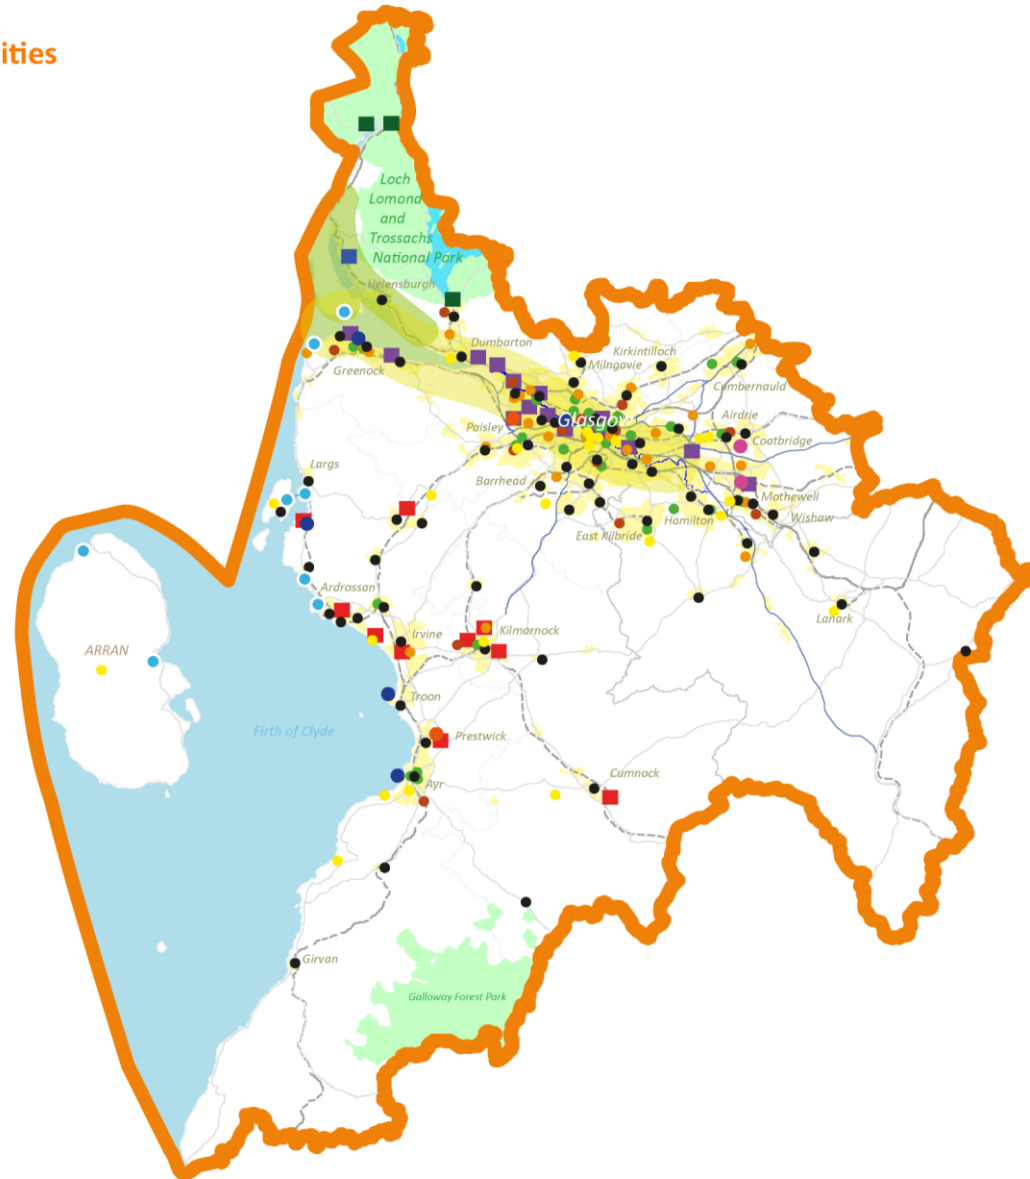 ities
Loch
Lomond
and
Trossachs
National Park
Helensburgh
Dumbarton
Kirkintilloch
Milngavie
Greenock
Cumbernauld
Airdrie
Glasgow
Paisley
Coatbridge
Largs
Barrhead
Mothewell
Hamilton
Wishaw
East Kilbride
Ardrossan
Lanark
Irvine
Kilmarnock
ARRAN
Troon
Firth of Clyde
Prestwick
Cumnock
Ayr
Girvan
Galloway Forest Park